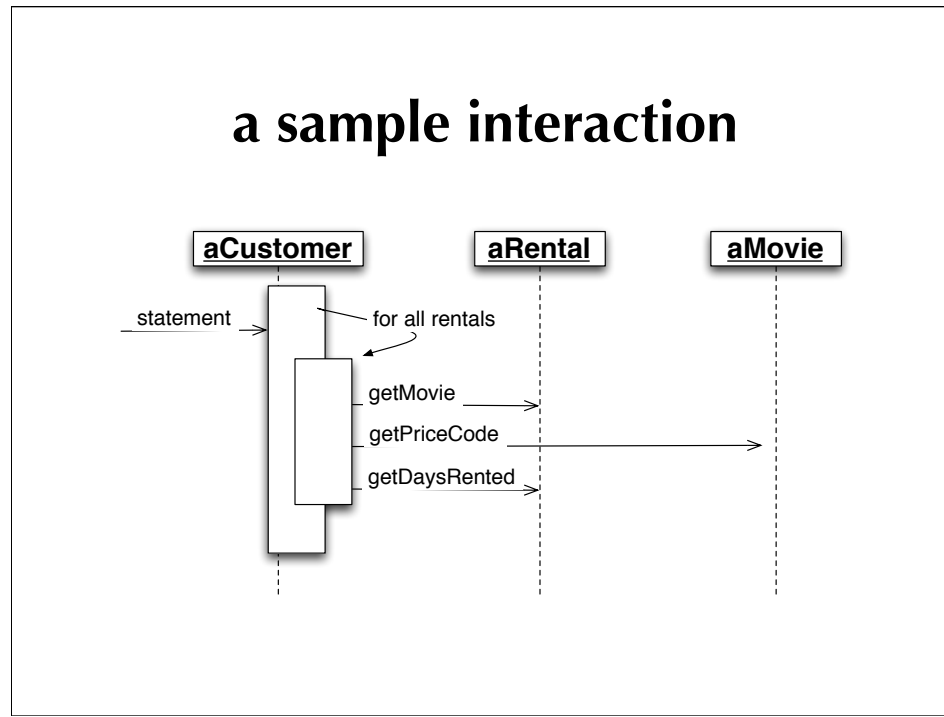 a sample interaction
aCustomer
aRental
aMovie
statement
for all rentals
getMovie
getPriceCode
getDaysRented